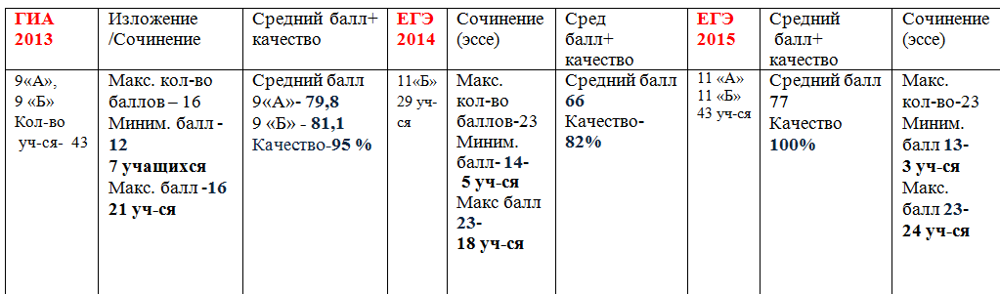 ГИА
2013
Изложение
/Сочинение
Средний балл+
качество
ЕГЭ
2014
Сочинение
(эссе)
Сред
балл+
качество
ЕГЭ
2015
Средний
балл+
качество
Сочинение
(эссе)
9«А»,
9 «Б»
Кол-во
уч-ся- 43
Макс. кол-во
баллов – 16
Миним. балл -
12
7 учащихся
Макс. балл -16
21 уч-ся
Средний балл
9«А»- 79,8
9 «Б» - 81,1
Качество-95 %
11«Б»
29 уч-
ся
Макс.
кол-во
баллов-23
Миним.
балл- 14-
5 уч-ся
Макс балл
23-
18 уч-ся
Средний балл
66
Качество-
82%
11 «А»
11 «Б»
43 уч-ся
Средний балл
77
Качество
100%
Макс.
кол-во-23
Миним.
балл 13-
3 уч-ся
Макс.
балл 23-
24 уч-ся